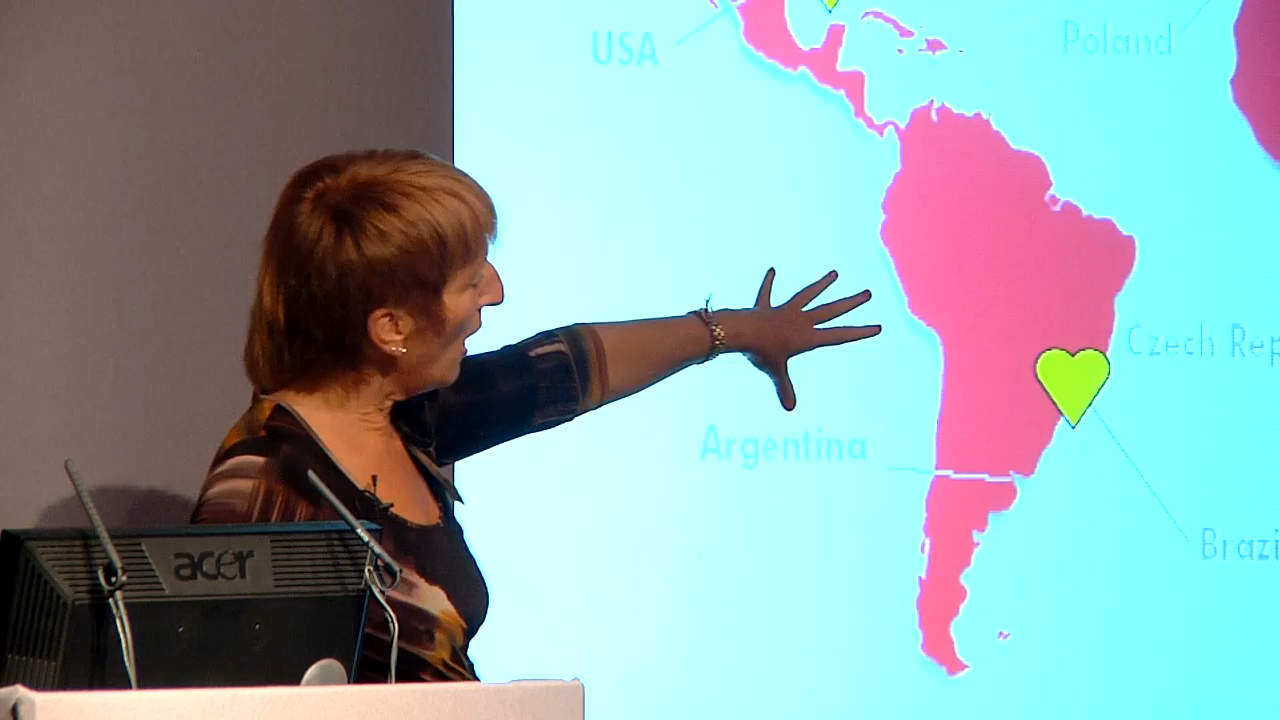 USA
Poland
Czech Rep
Argentina
Brazi
acer